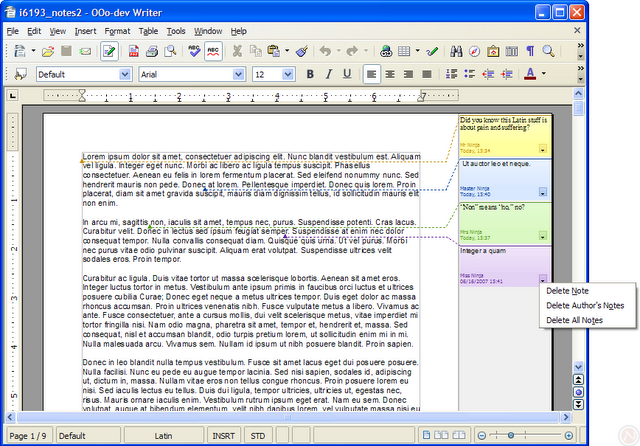 i6193_notes2 - OOo-dev Writer
File Edit View Insert Format Table Tools Window Help
Default Arial 12 B I U
Lorem ipsum dolor sit amet, consectetuer adipiscing elit. Nunc blandit vestibulum est. Aliquam
vel ligula. Integer eget nunc. Morbi ac libero ac ligula tempus suscipit. Phasellus
consectetuer. Aenean eu felis in lorem fermentum placerat. Sed eleifend nonummy nunc. Sed
hendrerit mauris non pede. Donec at lorem. Pellentesque imperdiet. Donec quis lorem. Proin
placerat, diam sit amet gravida suscipit, mauris diam dignissim tellus, id sollicitudin mauris elit
non enim.
In arcu mi, sagittis non, iaculis sit amet, tempus nec, purus. Suspendisse potenti. Cras lacus.
Curabitur velit. Donec in lectus sed ipsum feugiat semper. Suspendisse at enim nec dolor
consequat tempor. Nulla convallis consequat diam. Quisque quis urna. Ut vel purus. Morbi
nec purus vitae odio pulvinar suscipit. Aliquam erat volutpat. Suspendisse ultrices velit
sodales eros. Proin tempor.
Curabitur ac ligula. Duis vitae tortor ut massa scelerisque lobortis. Aenean sit amet eros.
Integer luctus tortor in metus. Vestibulum ante ipsum primis in faucibus orci luctus et ultrices
posuere cubilia Curae; Donec eget neque a metus ultrices tempor. Duis eget dolor ac massa
rhoncus accumsan. Proin ultrices venenatis nibh. Fusce vulputate metus a libero. Vivamus ac
ante. Fusce consectetuer, ante a cursus mollis, dui velit scelerisque metus, vitae imperdiet mi
tortor fringilla nisi. Nam odio magna, pharetra sit amet, tempor et, hendrerit et, massa. Sed
consequat, nisl et accumsan blandit, odio turpis pretium lorem, ut sollicitudin enim mi in mi.
Nulla malesuada arcu. Vivamus sem. Nullam id ipsum ut nibh posuere blandit. Proin sapien.
Donec in leo blandit nulla tempus vestibulum. Fusce sit amet lacus eget dui posuere posuere.
Nulla facilisi. Nunc eu pede eu augue tempor lacinia. Sed nisi sapien, sodales id, adipiscing
ut, dictum in, massa. Nullam vitae eros non tellus congue rhoncus. Proin posuere lorem eu
nisi. Sed iaculis lectus eu tellus. Duis dui ligula, tempor ultricies, ultricies ut, egestas nec,
risus. Mauris ornare iaculis enim. Vestibulum rutrum ipsum eget erat. Nam eu sem. Donec
volutpat, augue at bibendum elementum, velit nibh dapibus lorem, vel vulputate massa nisl eu
Did you know this Latin stuff is
about pain and suffering?
Mr Ninja
Today, 13:34
Ut auctor leo et neque.
Master Ninja
Today, 13:40
"Non" means "ho," no?
Mrs Ninja
Today, 13:37
Integer a quam
Miss Ninja
06/16/2007 13:41
Delete Note
Delete Author's Notes
Delete All Notes
Page 1 / 9 Default Latin INSRT STD